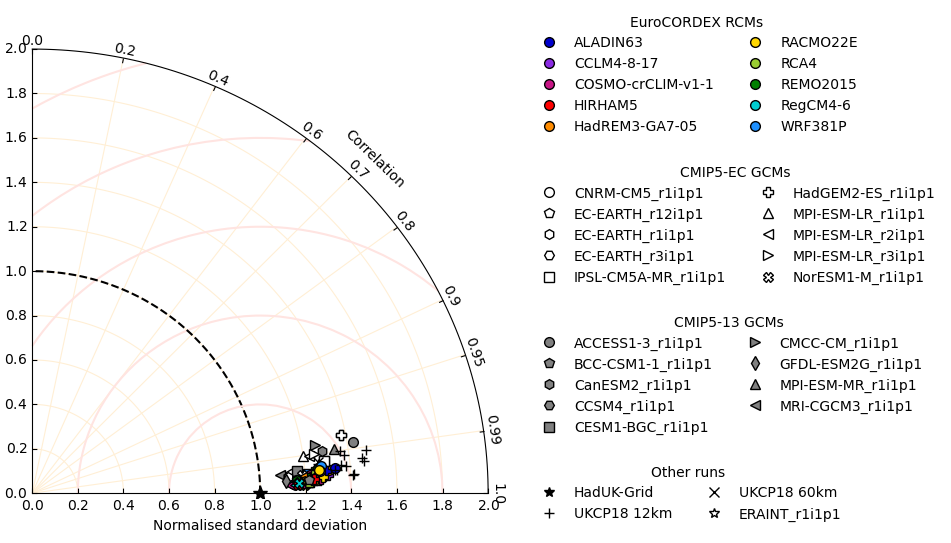 0.0
0.2
0.4
0.6
Correlation
0.7
0.8
0.9
0.95
0.99
1.0
2.0
1.8
1.6
1.4
1.2
1.0
0.8
0.6
0.4
0.2
0.0
0.0 0.2 0.4 0.6 0.8 1.0 1.2 1.4 1.6 1.8 2.0
Normalised standard deviation
EuroCORDEX RCMs
ALADIN63 RACMO22E
CCLM4-8-17 RCA4
COSMO-crCLIM-v1-1 REMO2015
HIRHAM5 RegCM4-6
HadREM3-GA7-05 WRF381P
CMIP5-EC GCMs
CNRM-CM5_r1i1p1 HadGEM2-ES_r1i1p1
EC-EARTH_r12i1p1 MPI-ESM-LR_r1i1p1
EC-EARTH_r1i1p1 MPI-ESM-LR_r2i1p1
EC-EARTH_r3i1p1 MPI-ESM-LR_r3i1p1
IPSL-CM5A-MR_r1i1p1 NorESM1-M_r1i1p1
CMIP5-13 GCMs
ACCESS1-3_r1i1p1 CMCC-CM_r1i1p1
BCC-CSM1-1_r1i1p1 GFDL-ESM2G_r1i1p1
CanESM2_r1i1p1 MPI-ESM-MR_r1i1p1
CCSM4_r1i1p1 MRI-CGCM3_r1i1p1
CESM1-BGC_r1i1p1
Other runs
HadUK-Grid UKCP18 60km
UKCP18 12km ERAINT_r1i1p1